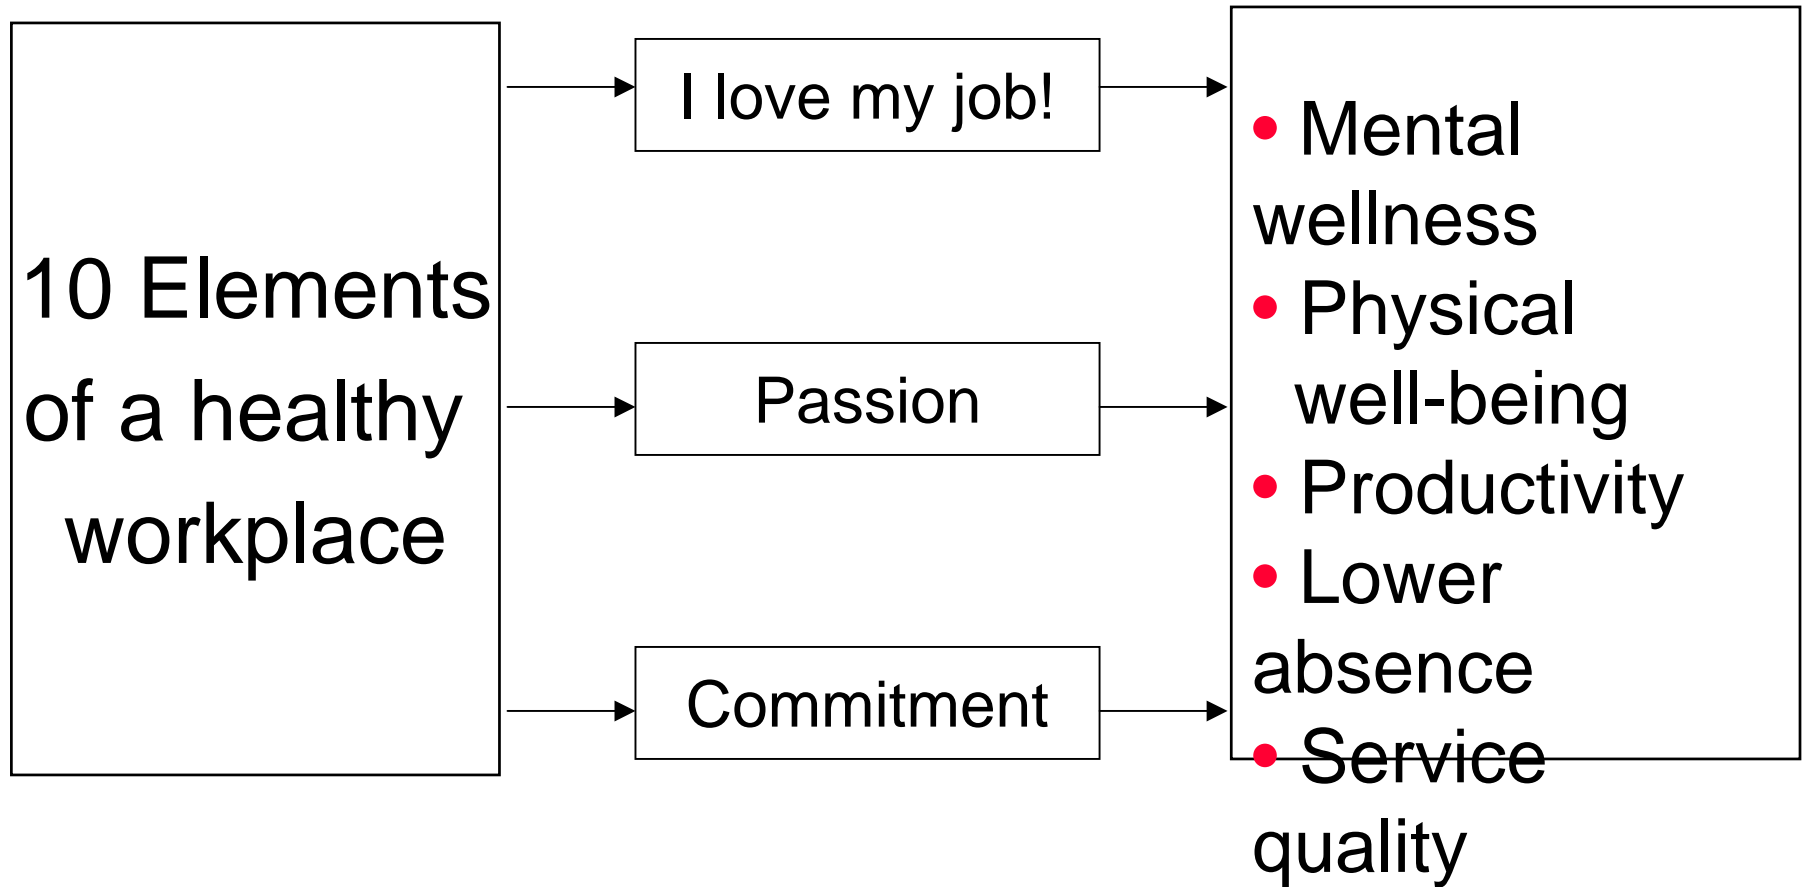 10 Elements
of a healthy
workplace
I love my job!
Passion
Commitment
• Mental
wellness
• Physical
well-being
• Productivity
• Lower
absence
• Service
quality